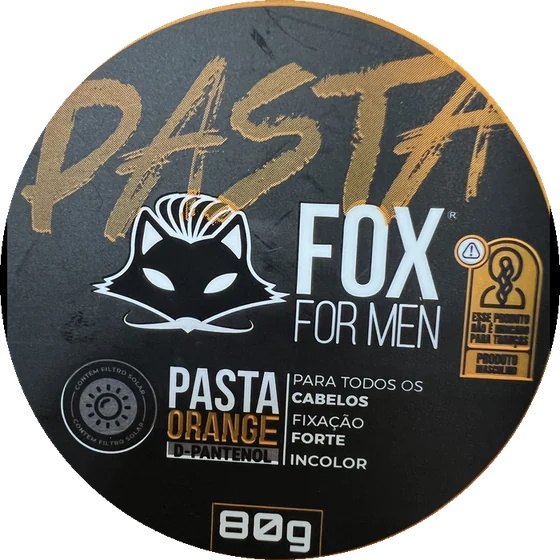 PASTA
FOX®
FOR MEN
ESSE PRODUTO
NÃO É INDICADO
PARA TRANÇAS
PRODUTO
MASCULINO
CONTÉM FILTRO SOLAR
CONTÉM FILTRO SOLAR
PASTA
ORANGE
D-PANTENOL
PARA TODOS OS
CABELOS
FIXAÇÃO
FORTE
INCOLOR
80g